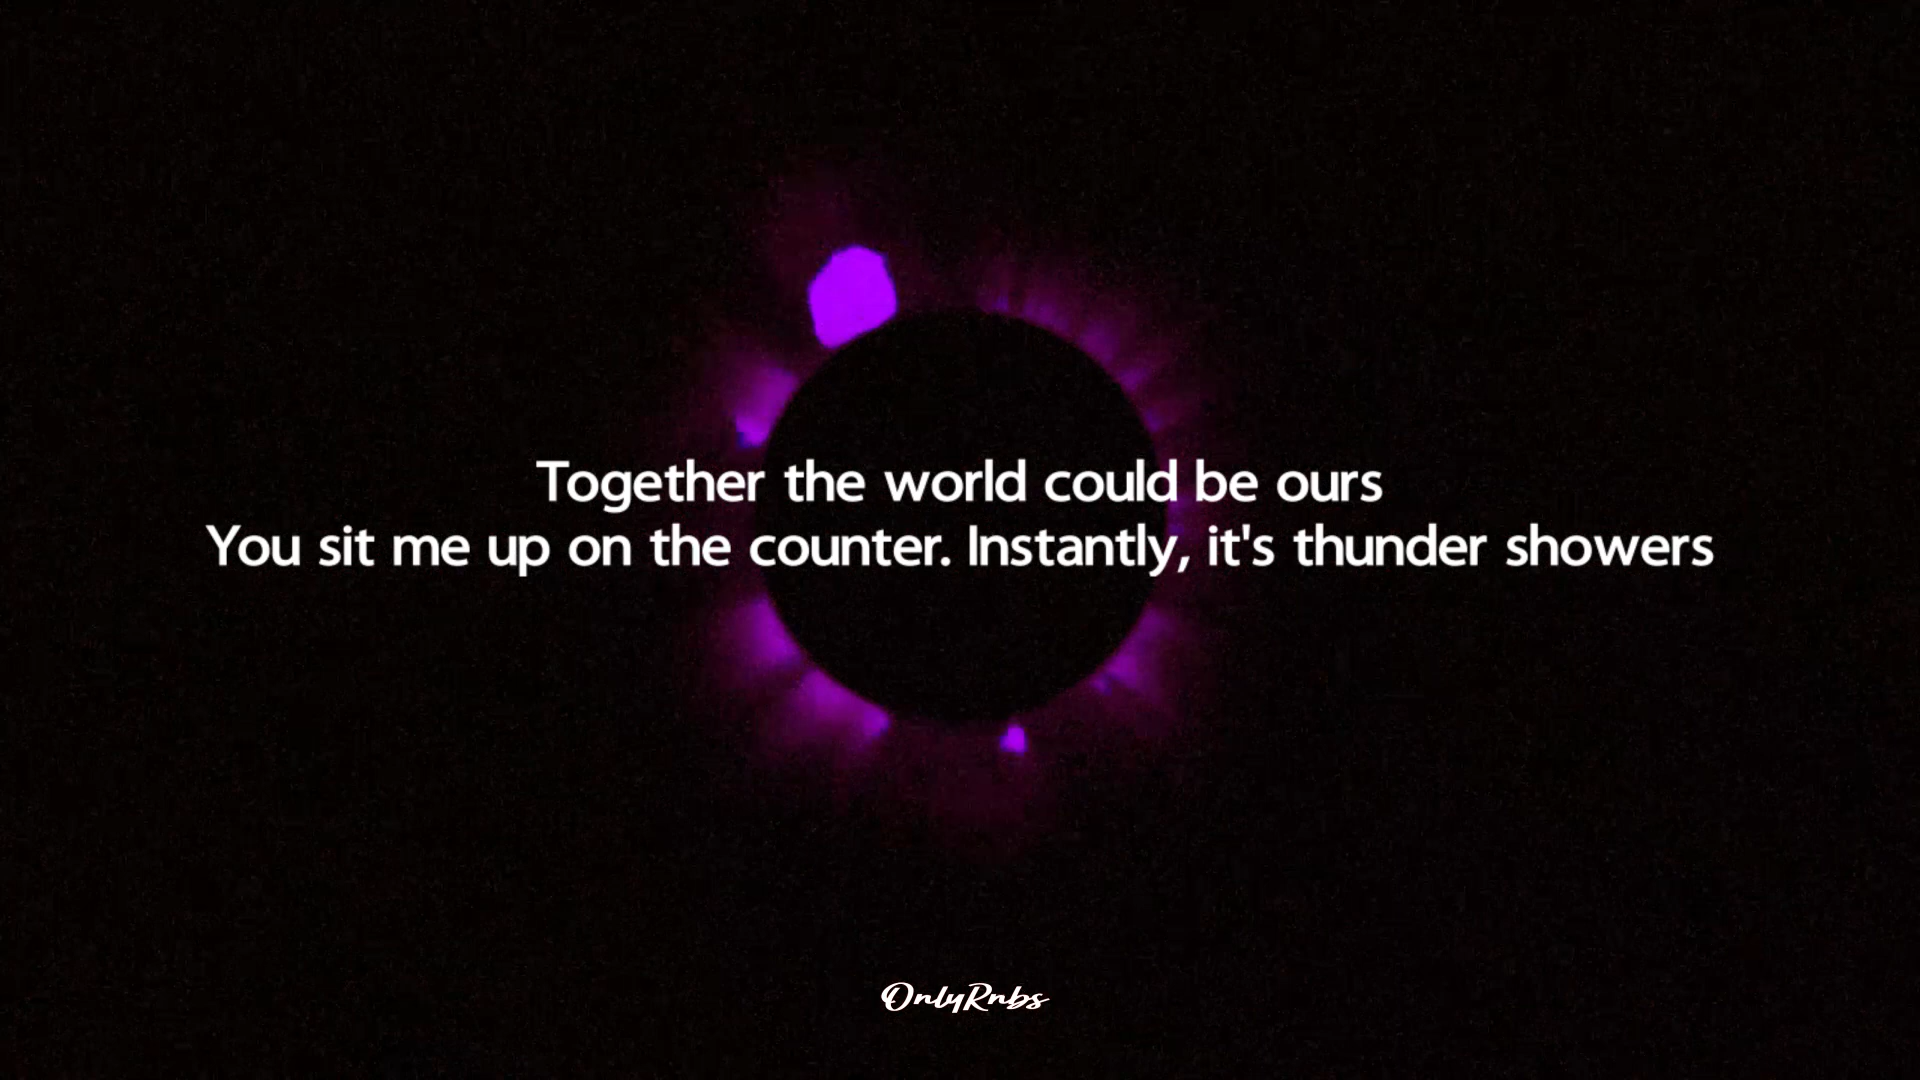 Together the world could be ours
You sit me up on the counter. Instantly, it's thunder showers
OnlyRnbs